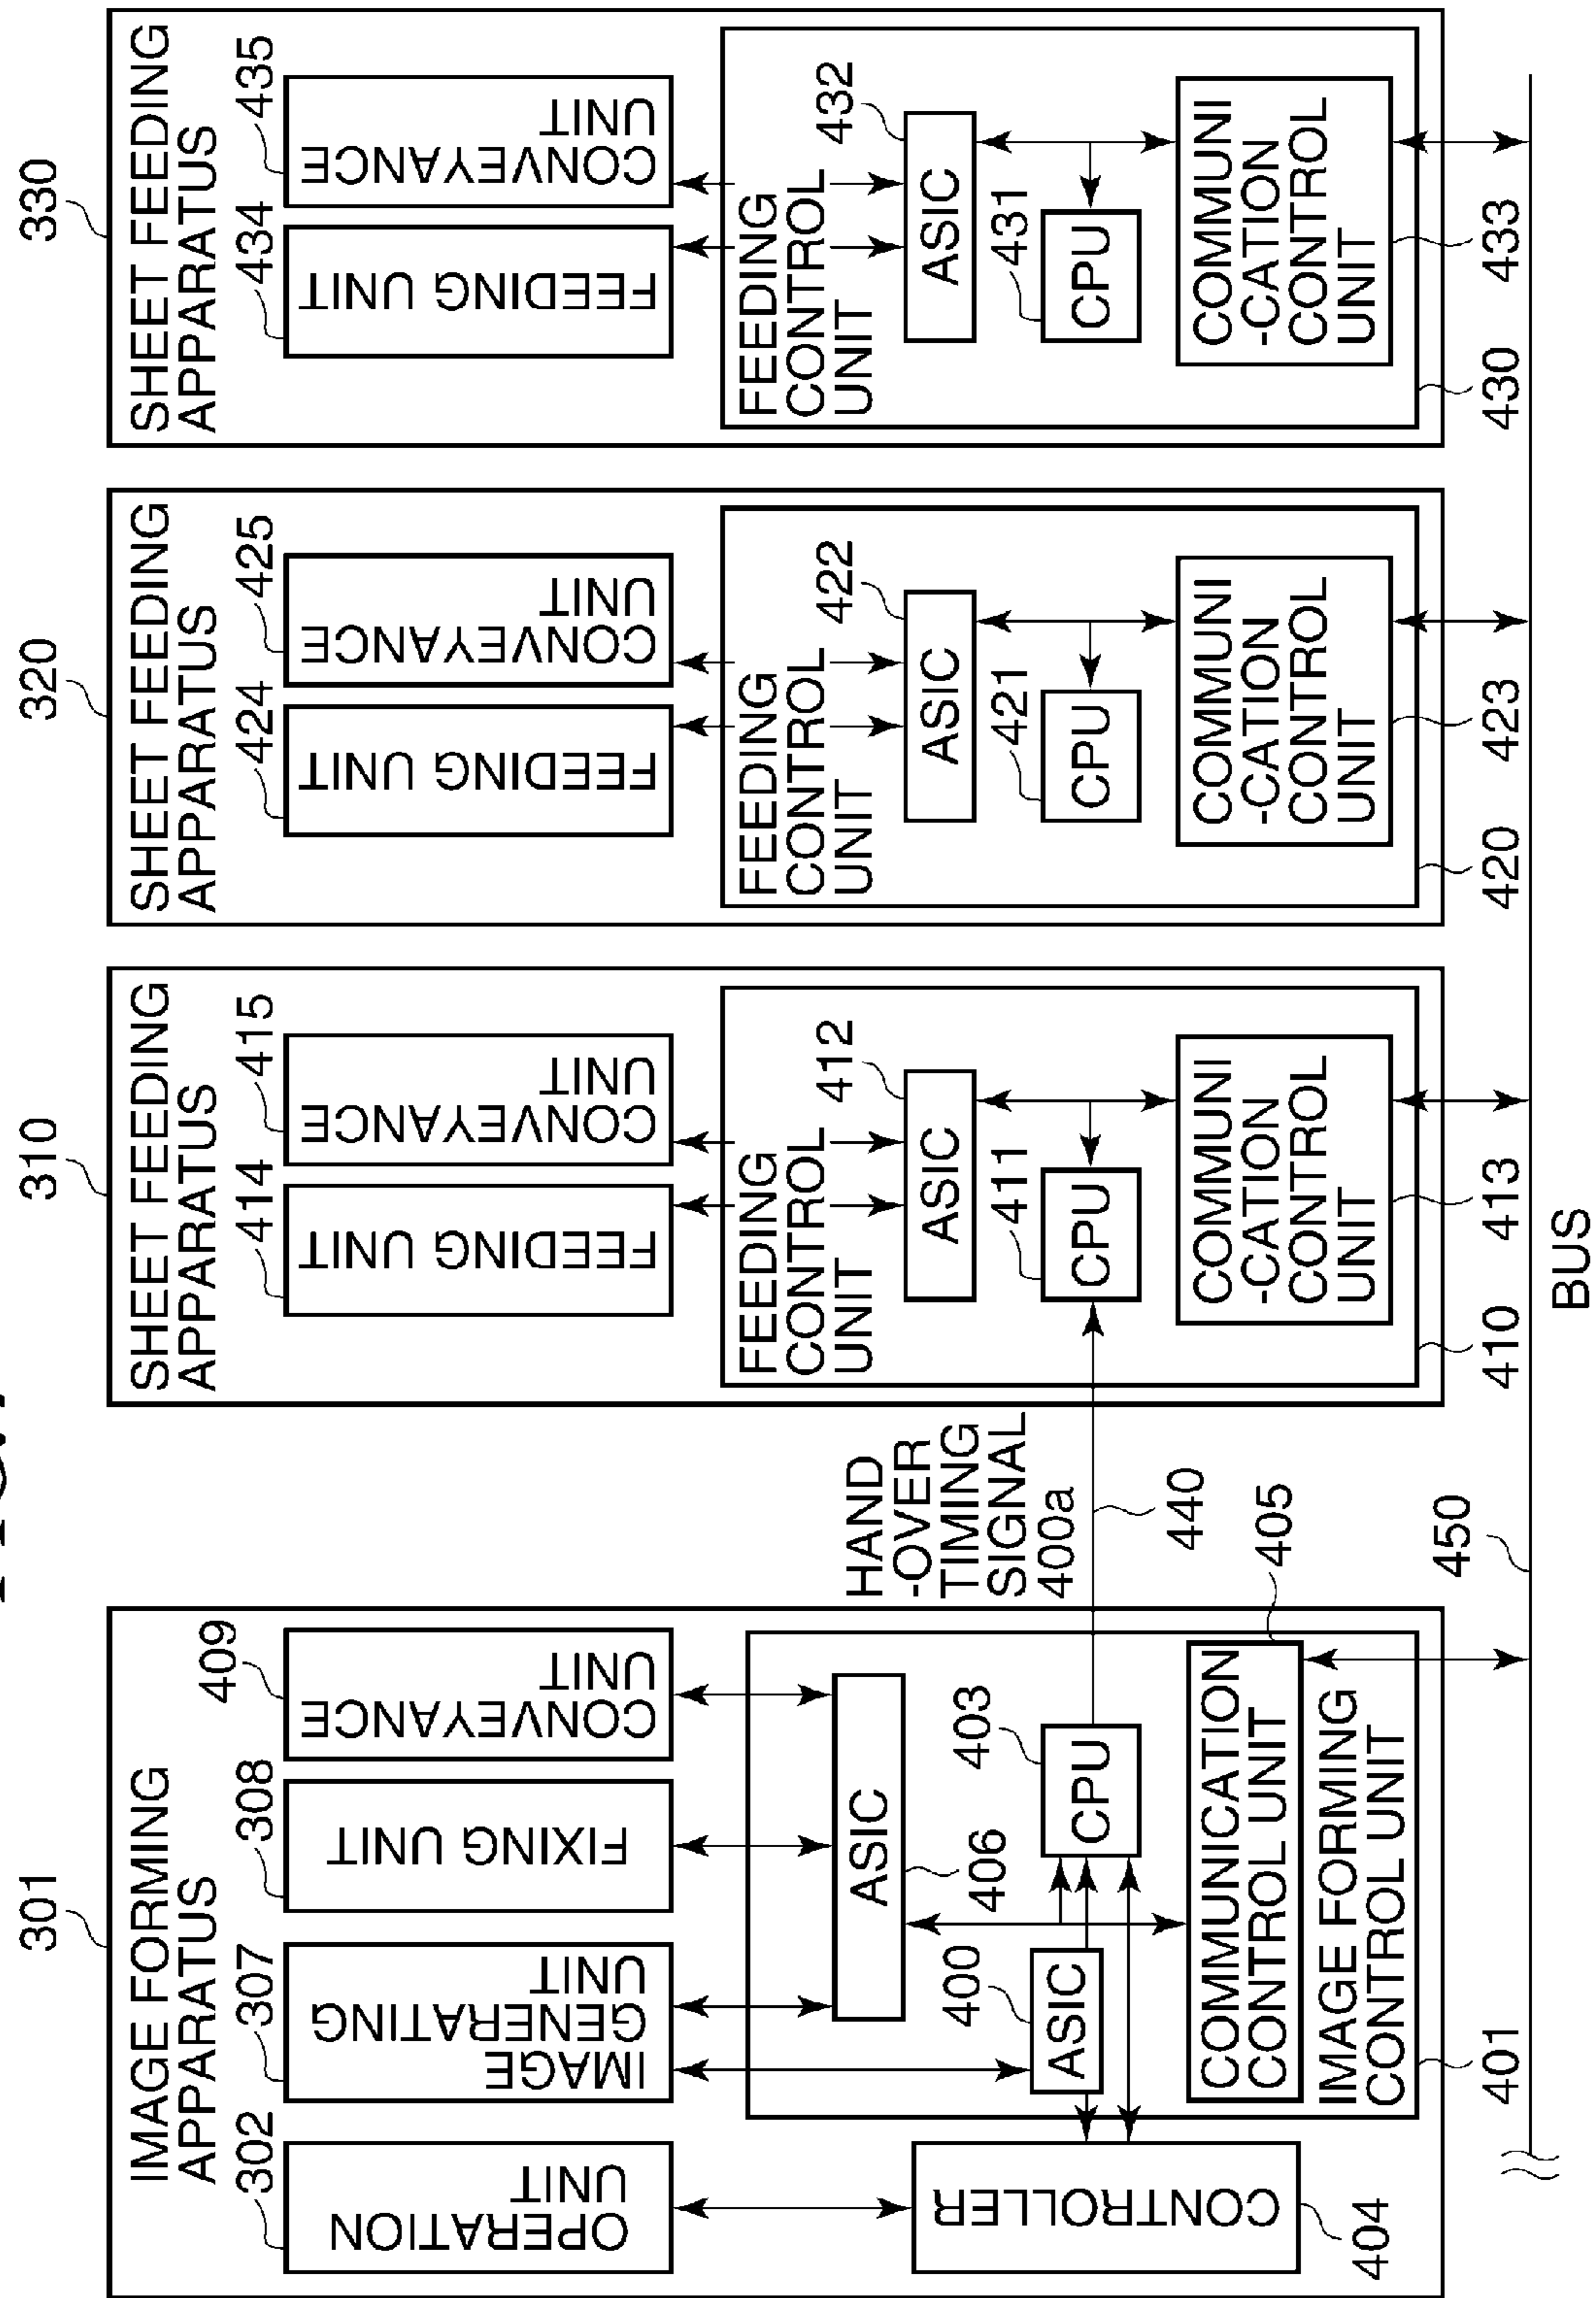 301
IMAGE FORMING
APPARATUS
302
OPERATION
UNIT
307
IMAGE
GENERATING
UNIT
308
FIXING UNIT
409
CONVEYANCE
UNIT
ASIC
406
400
ASIC
403
CPU
CONTROLLER
404
COMMUNICATION
CONTROL UNIT
405
IMAGE FORMING
CONTROL UNIT
401
HAND
-OVER
TIMING
SIGNAL
400a
440
450
BUS
310
SHEET FEEDING
APPARATUS
414
FEEDING UNIT
415
CONVEYANCE
UNIT
FEEDING
CONTROL
UNIT
412
ASIC
411
CPU
COMMUNI
-CATION
CONTROL
UNIT
410
413
320
SHEET FEEDING
APPARATUS
424
FEEDING UNIT
425
CONVEYANCE
UNIT
FEEDING
CONTROL
UNIT
422
ASIC
421
CPU
COMMUNI
-CATION
CONTROL
UNIT
420
423
330
SHEET FEEDING
APPARATUS
434
FEEDING UNIT
435
CONVEYANCE
UNIT
FEEDING
CONTROL
UNIT
432
ASIC
431
CPU
COMMUNI
-CATION
CONTROL
UNIT
430
433